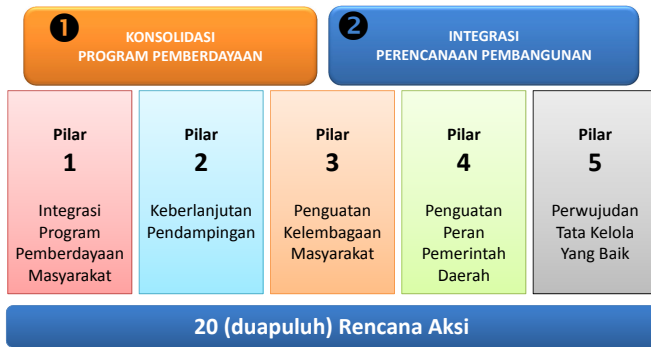 1
KONSOLIDASI
PROGRAM PEMBERDAYAAN
2
INTEGRASI
PERENCANAAN PEMBANGUNAN
Pilar
1
Integrasi
Program
Pemberdayaan
Masyarakat
Pilar
2
Keberlanjutan
Pendampingan
Pilar
3
Penguatan
Kelembagaan
Masyarakat
Pilar
4
Penguatan
Peran
Pemerintah
Daerah
Pilar
5
Perwujudan
Tata Kelola
Yang Baik
20 (duapuluh) Rencana Aksi